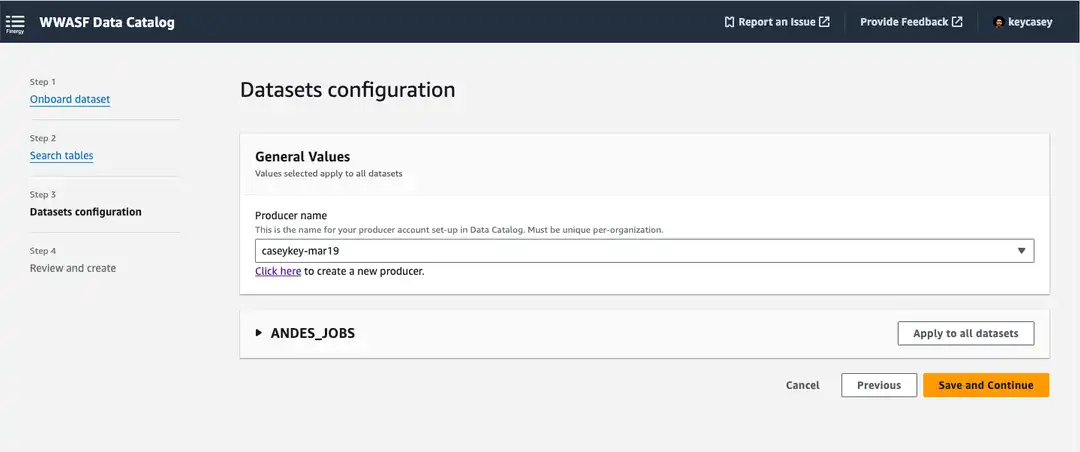 Finergy
WWASF Data Catalog
Report an Issue
Provide Feedback
keycasey
Step 1
Onboard dataset
Step 2
Search tables
Step 3
Datasets configuration
Step 4
Review and create
Datasets configuration
General Values
Values selected apply to all datasets
Producer name
This is the name for your producer account set-up in Data Catalog. Must be unique per-organization.
caseykey-mar19
Click here to create a new producer.
ANDES_JOBS
Apply to all datasets
Cancel
Previous
Save and Continue